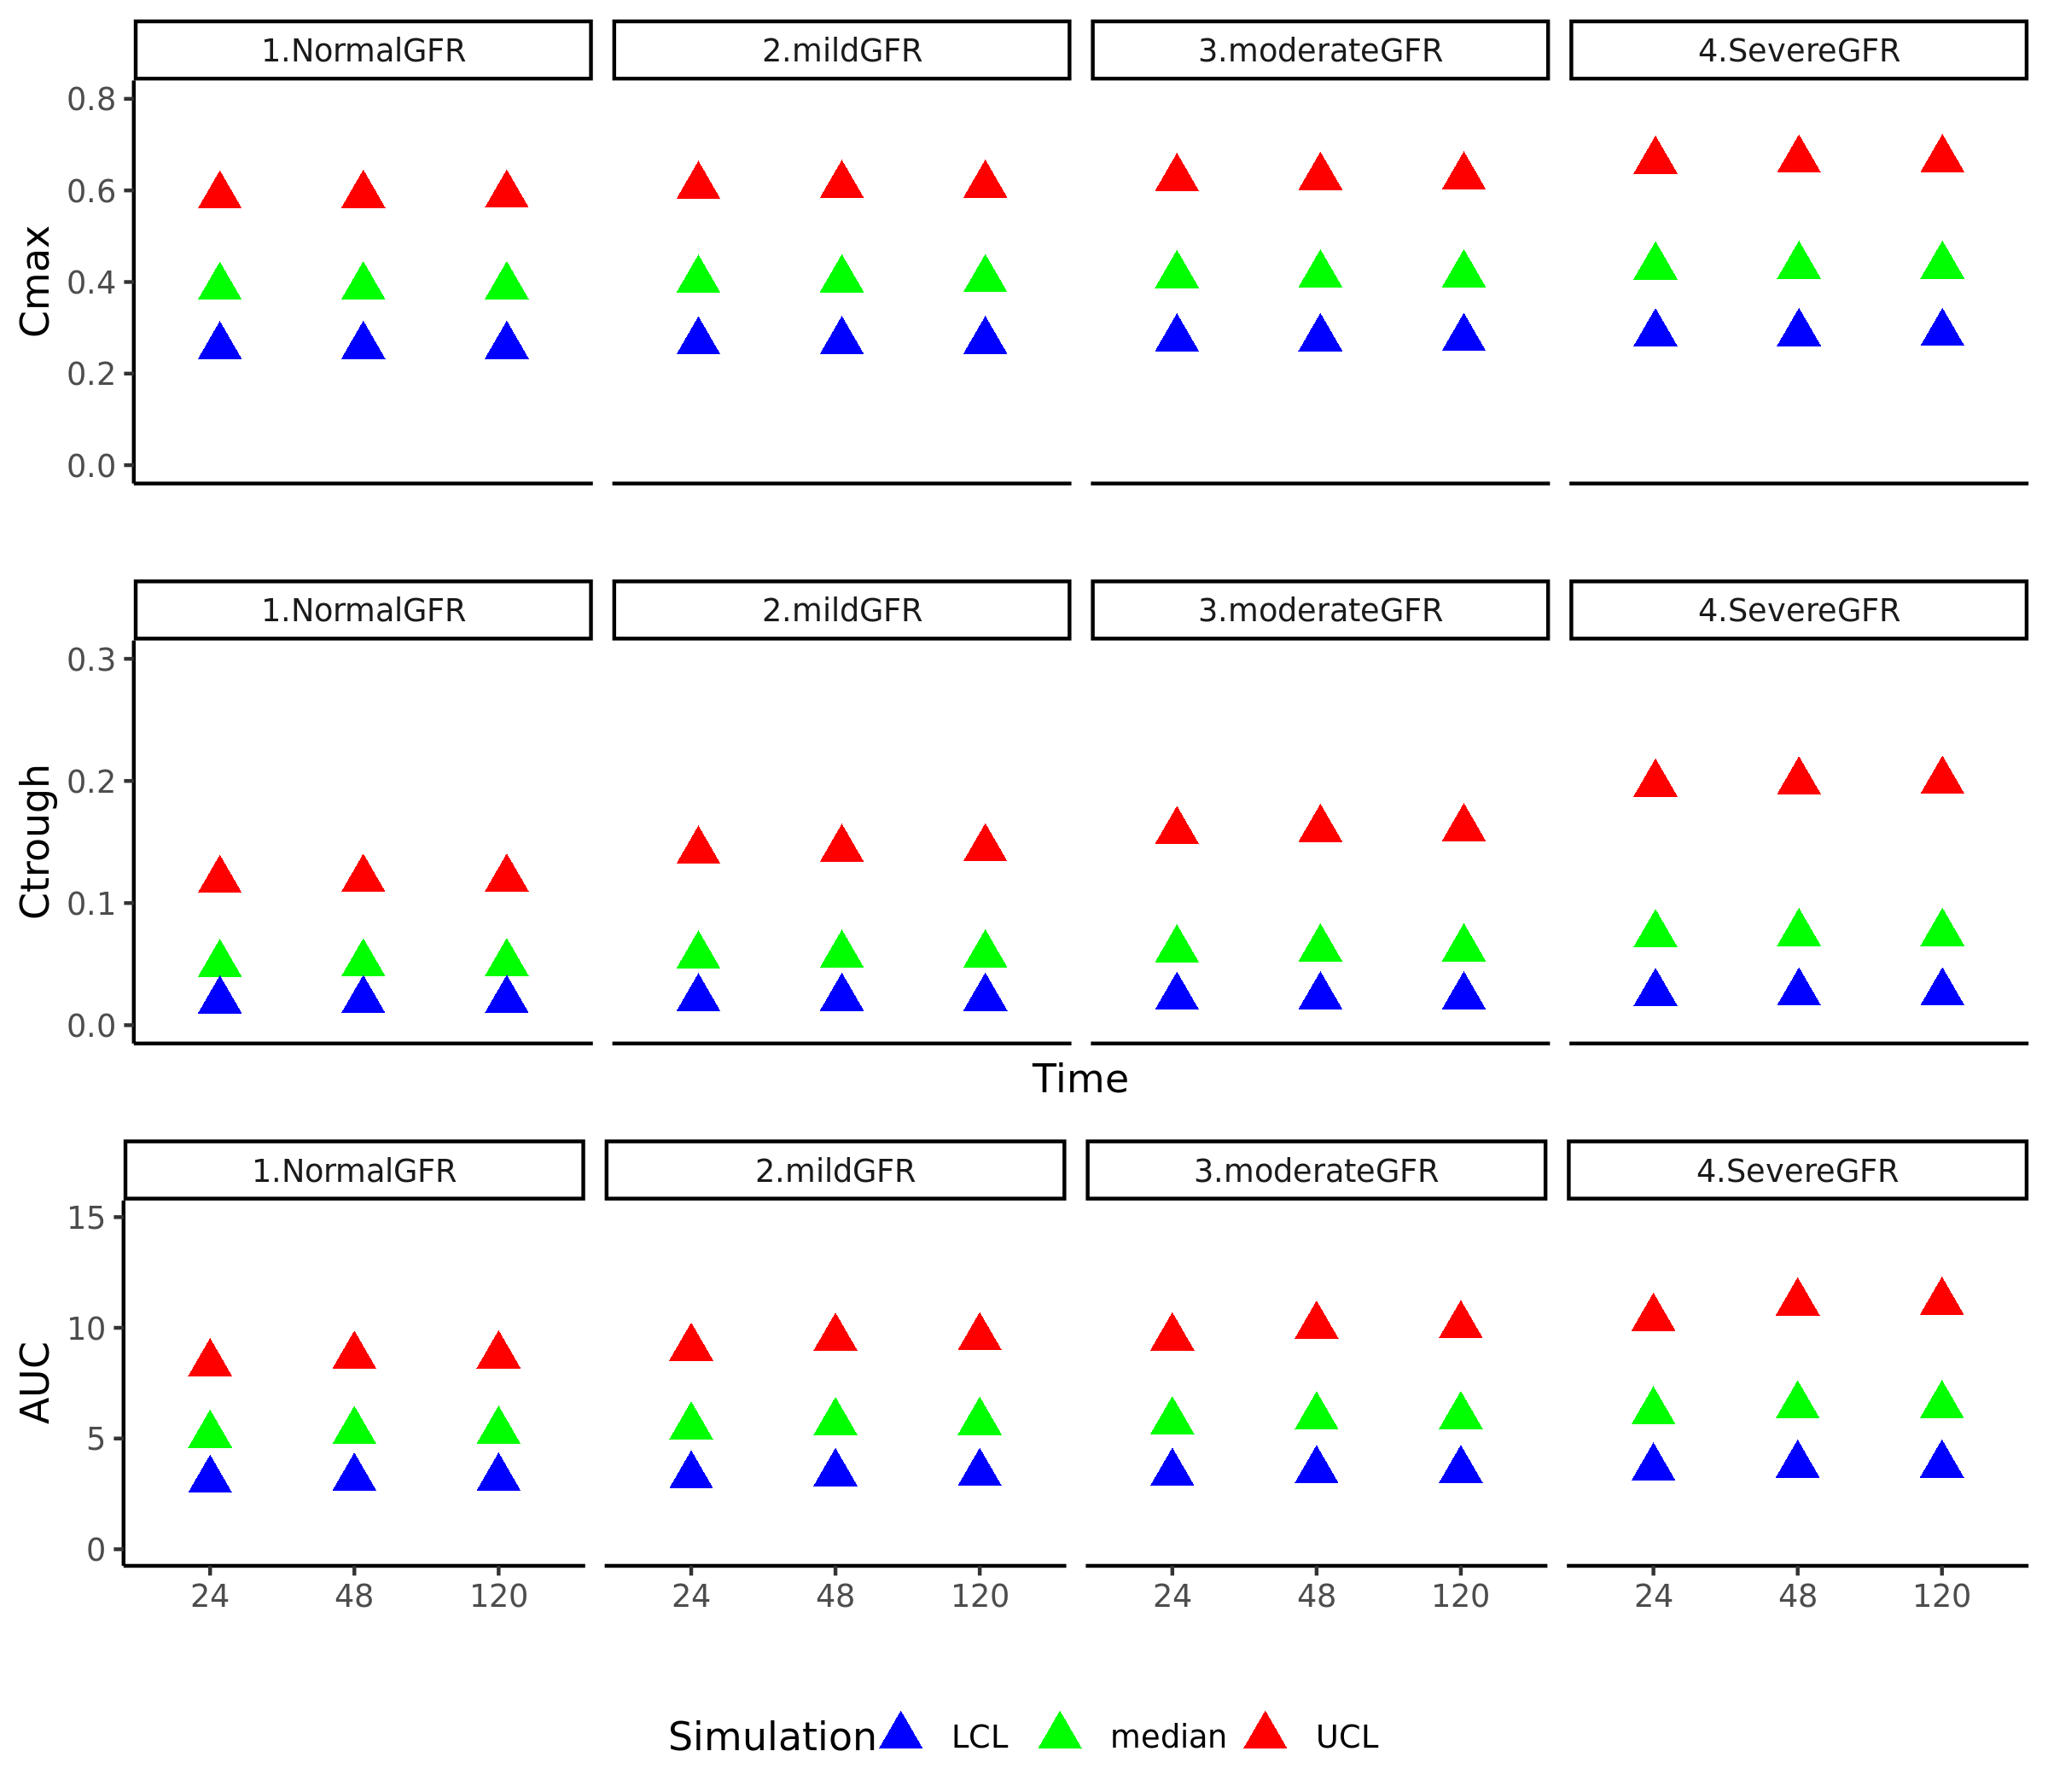 1.NormalGFR 2.mildGFR 3.moderateGFR 4.SevereGFR
Cmax
0.8
0.6
0.4
0.2
0.0
1.NormalGFR 2.mildGFR 3.moderateGFR 4.SevereGFR
Ctrough
0.3
0.2
0.1
0.0
Time
1.NormalGFR 2.mildGFR 3.moderateGFR 4.SevereGFR
AUC
15
10
5
0
24 48 120 24 48 120 24 48 120 24 48 120
Simulation LCL median UCL